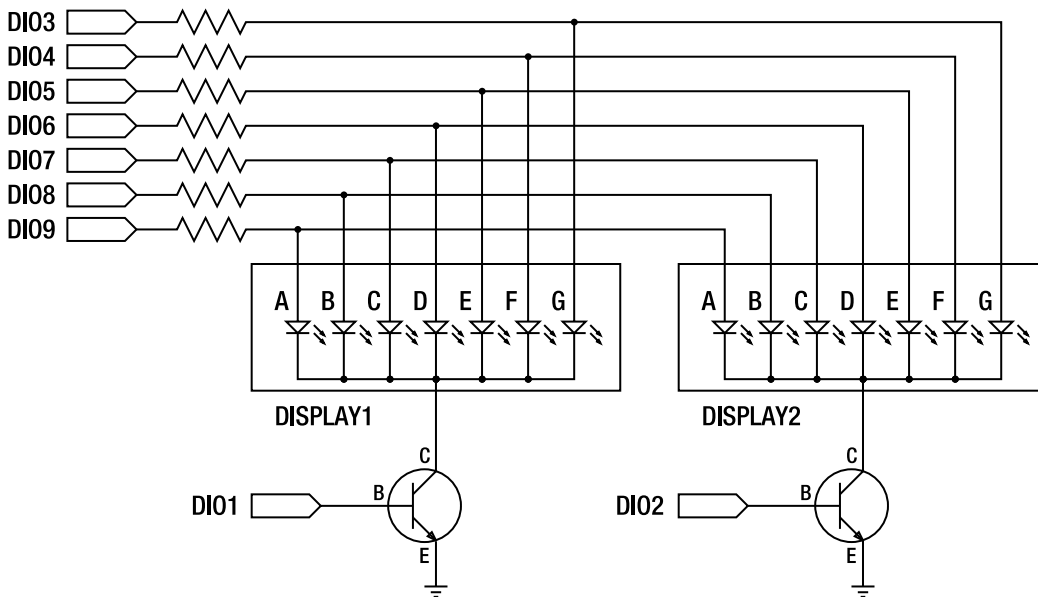 DIO3
DIO4
DIO5
DIO6
DIO7
DIO8
DIO9
A B C D E F G
A B C D E F G
DISPLAY1
DISPLAY2
C
C
DIO1
B
DIO2
B
E
E